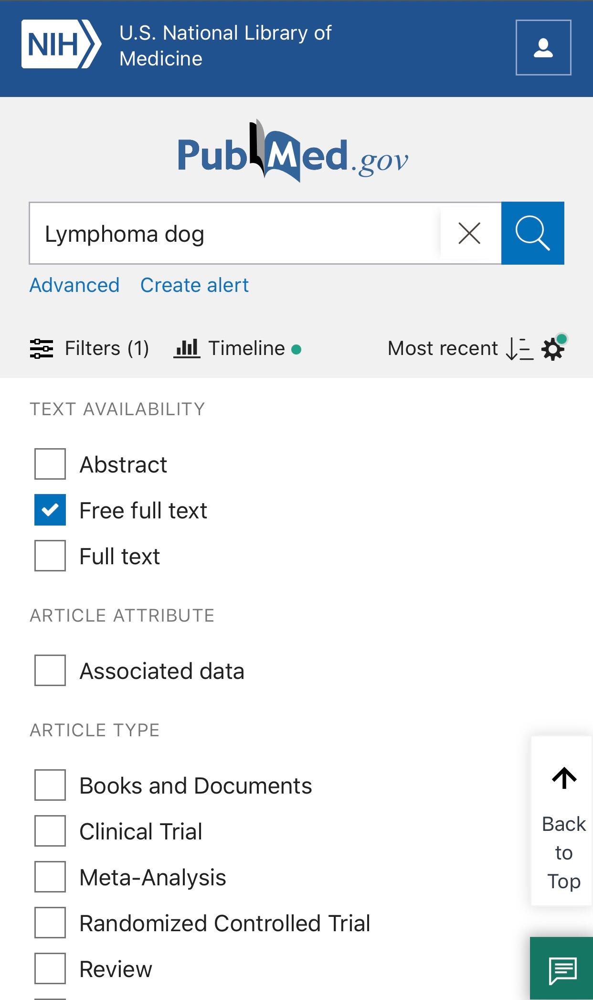 NIH
U.S. National Library of
Medicine
PubMed.gov
Lymphoma dog
Advanced Create alert
Filters (1) Timeline Most recent
TEXT AVAILABILITY
Abstract
Free full text
Full text
ARTICLE ATTRIBUTE
Associated data
ARTICLE TYPE
Books and Documents
Clinical Trial
Meta-Analysis
Randomized Controlled Trial
Review
Back
to
Top